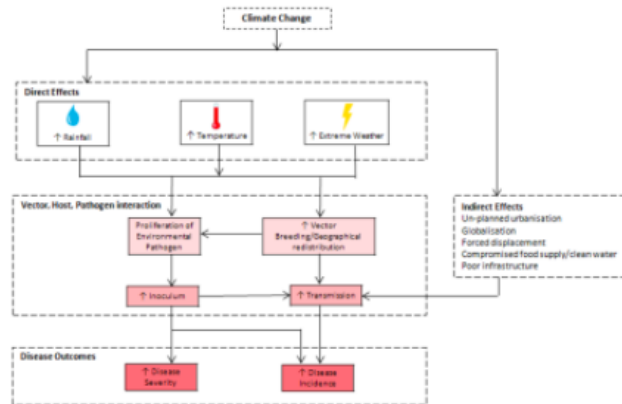 Climate Change
Direct Effects
↑ Rainfall
↑ Temperature
↑ Extreme Weather
Vector, Host, Pathogen interaction
Proliferation of
Environmental
Pathogen
↑ Vector
Breeding/Geographical
redistribution
↑ Inoculum
↑ Transmission
Indirect Effects
Un-planned urbanisation
Globalisation
Forced displacement
Compromised food supply/clean water
Poor infrastructure
Disease Outcomes
↑ Disease
Severity
↑ Disease
Incidence